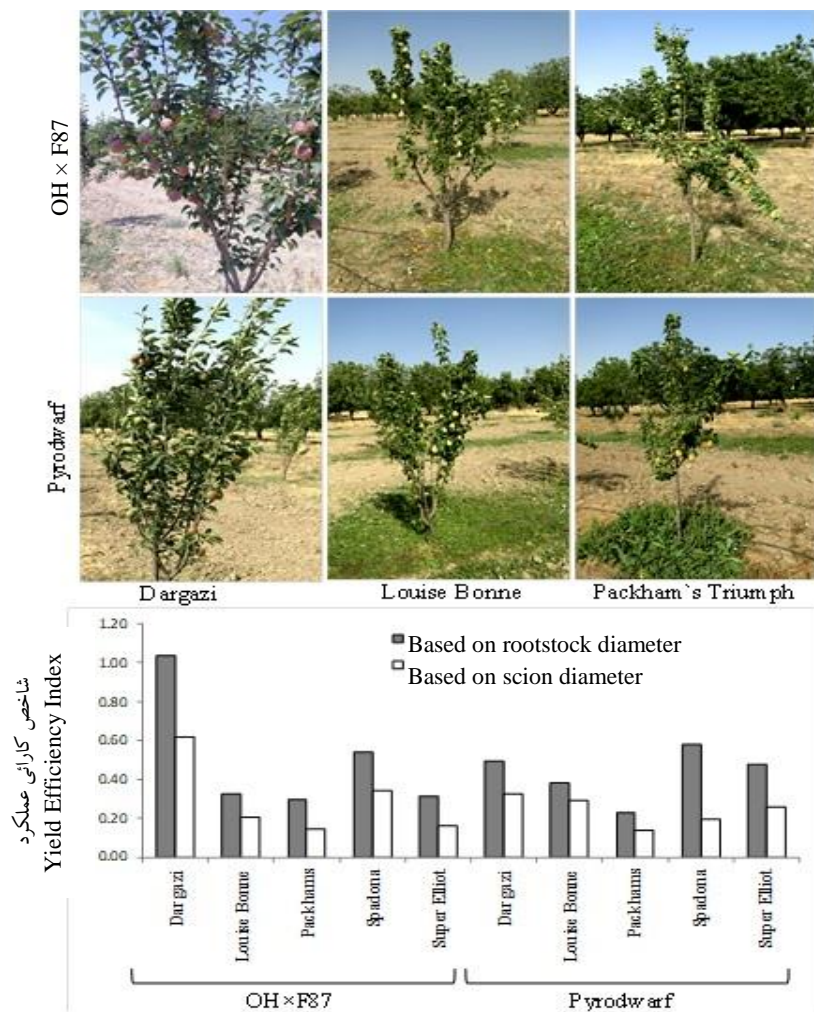 OH × F87
Pyrodwarf
Dargazi
Louise Bonne
Packham`s Triumph
شاخص کارائی عملکرد
Yield Efficiency Index
1.20
1.00
0.80
0.60
0.40
0.20
0.00
Based on rootstock diameter
Based on scion diameter
Dargazi
Louise Bonne
Packhams
Spadona
Super Elliot
Dargazi
Louise Bonne
Packhams
Spadona
Super Elliot
OH×F87
Pyrodwarf